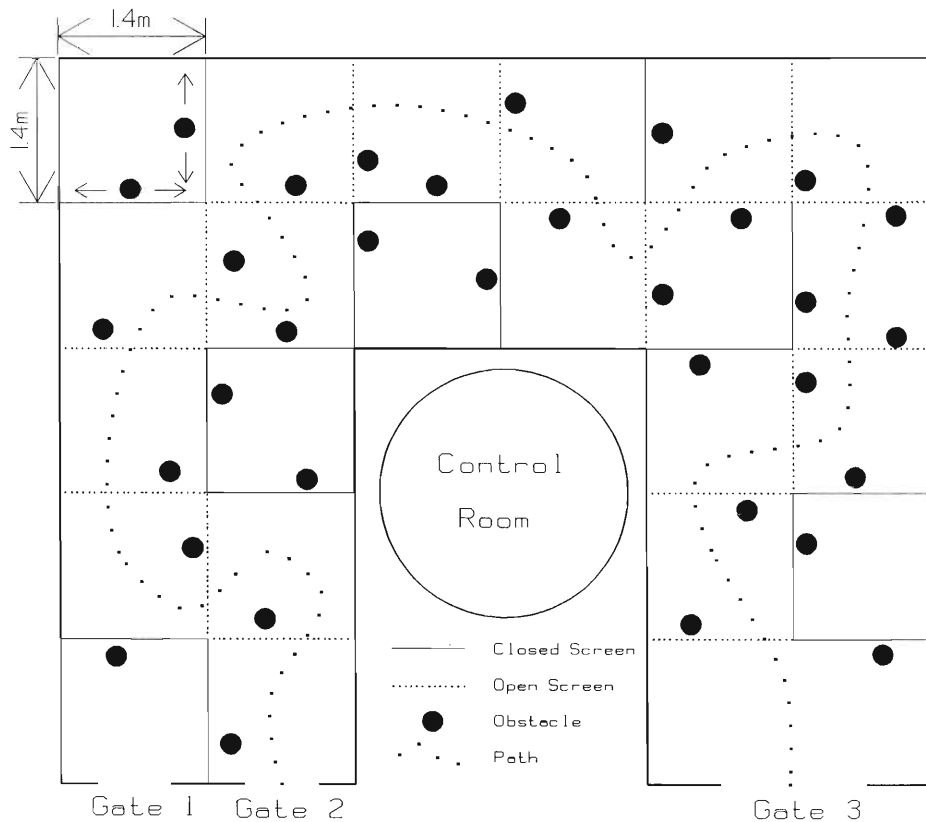 1.4m
1.4m
Control
Room
Closed Screen
Open Screen
Obstacle
Path
Gate 1
Gate 2
Gate 3